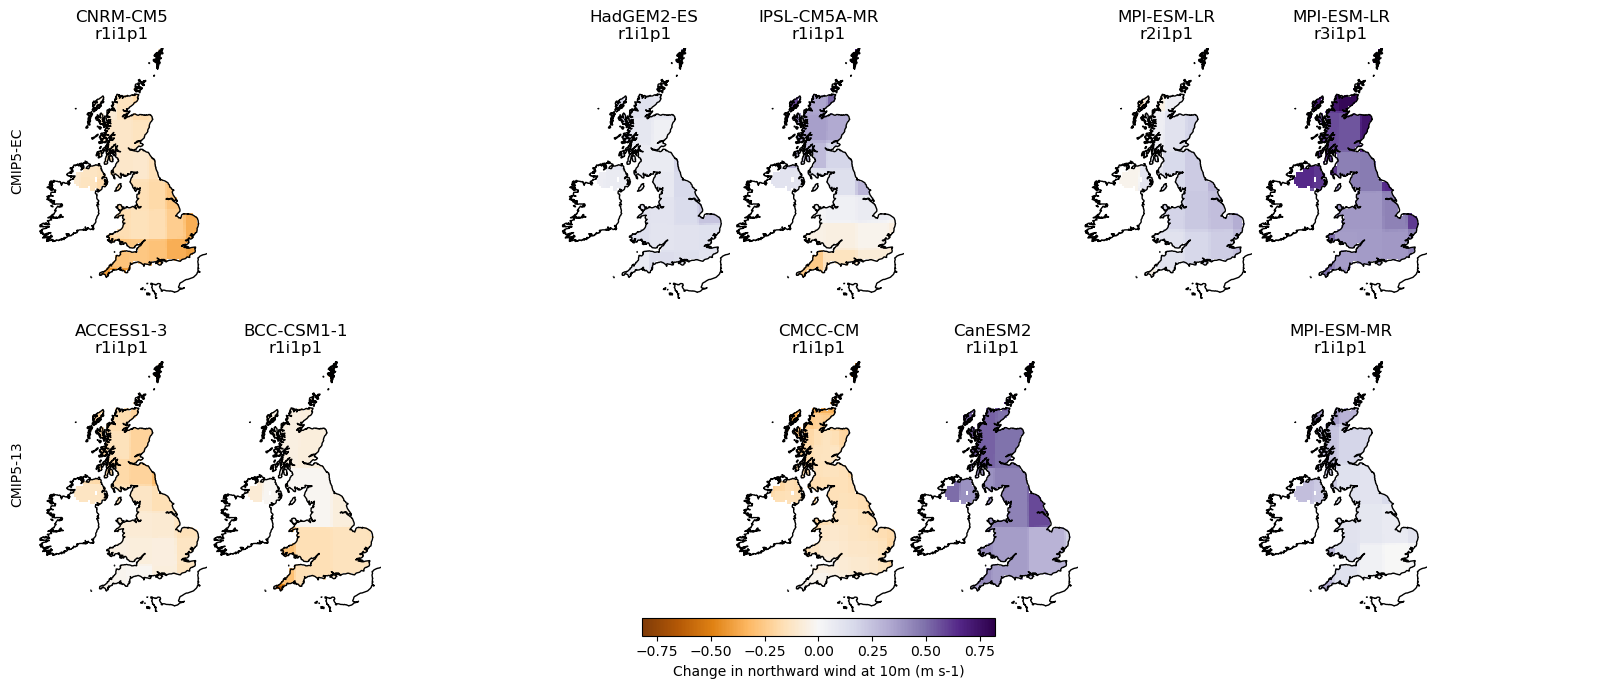 CNRM-CM5
r1i1p1
HadGEM2-ES
r1i1p1
IPSL-CM5A-MR
r1i1p1
MPI-ESM-LR
r2i1p1
MPI-ESM-LR
r3i1p1
CMIP5-EC
ACCESS1-3
r1i1p1
BCC-CSM1-1
r1i1p1
CMCC-CM
r1i1p1
CanESM2
r1i1p1
MPI-ESM-MR
r1i1p1
CMIP5-13
−0.75 −0.50 −0.25 0.00 0.25 0.50 0.75
Change in northward wind at 10m (m s-1)